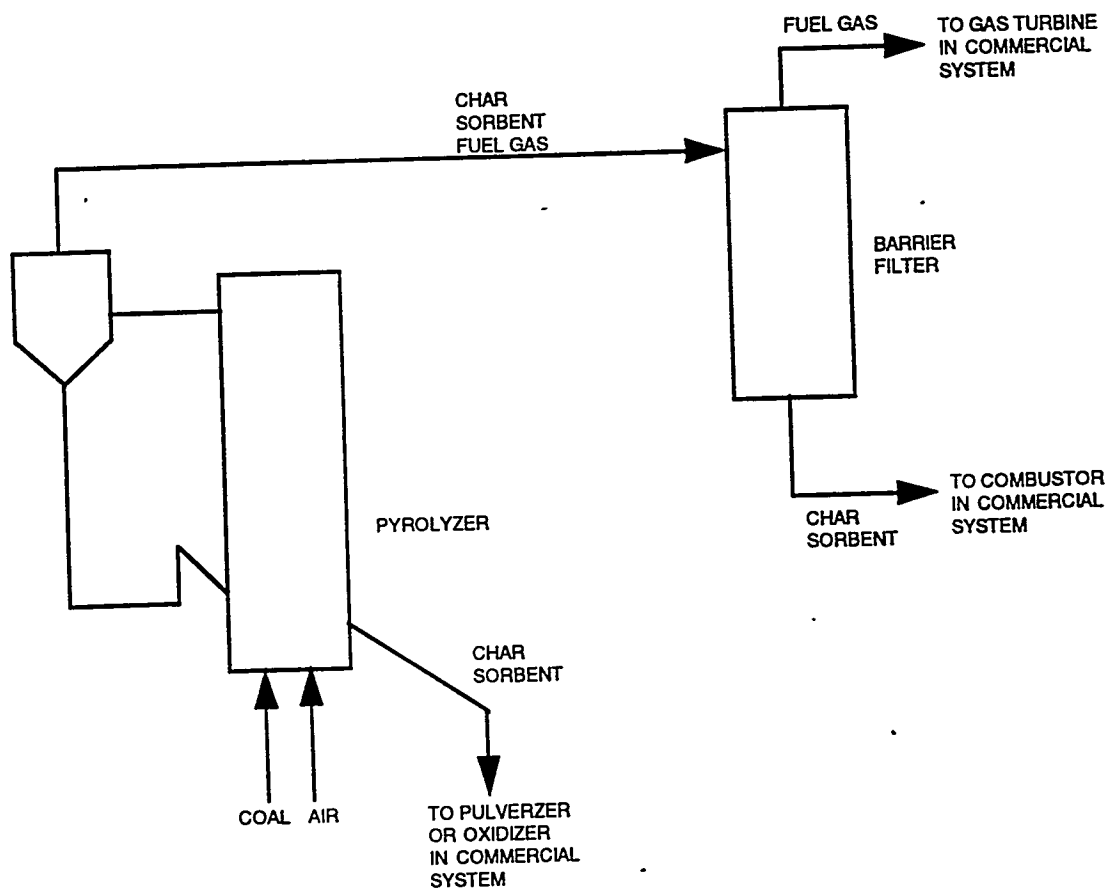 FUEL GAS
TO GAS TURBINE
IN COMMERCIAL
SYSTEM
CHAR
SORBENT
FUEL GAS
BARRIER
FILTER
PYROLYZER
TO COMBUSTOR
IN COMMERCIAL
SYSTEM
CHAR
SORBENT
CHAR
SORBENT
COAL AIR
TO PULVERZER
OR OXIDIZER
IN COMMERCIAL
SYSTEM